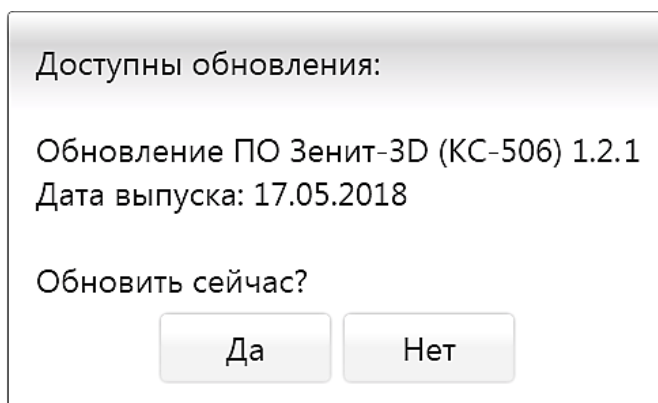 Доступны обновления:
Обновление ПО Зенит-3D (КС-506) 1.2.1
Дата выпуска: 17.05.2018
Обновить сейчас?
Да
Нет